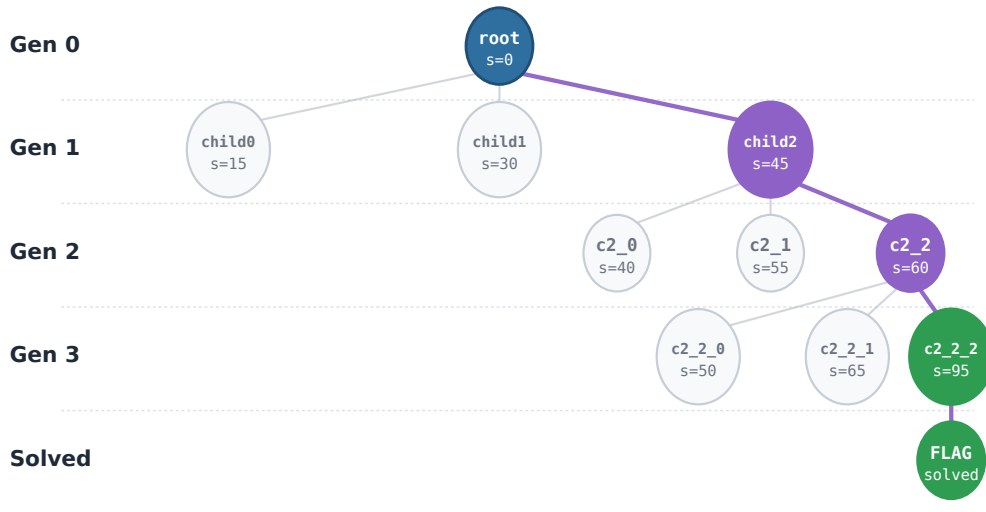 Gen 0
root
s=0
Gen 1
child0
s=15
child1
s=30
child2
s=45
Gen 2
c2_0
s=40
c2_1
s=55
c2_2
s=60
Gen 3
c2_2_0
s=50
c2_2_1
s=65
c2_2_2
s=95
Solved
FLAG
solved